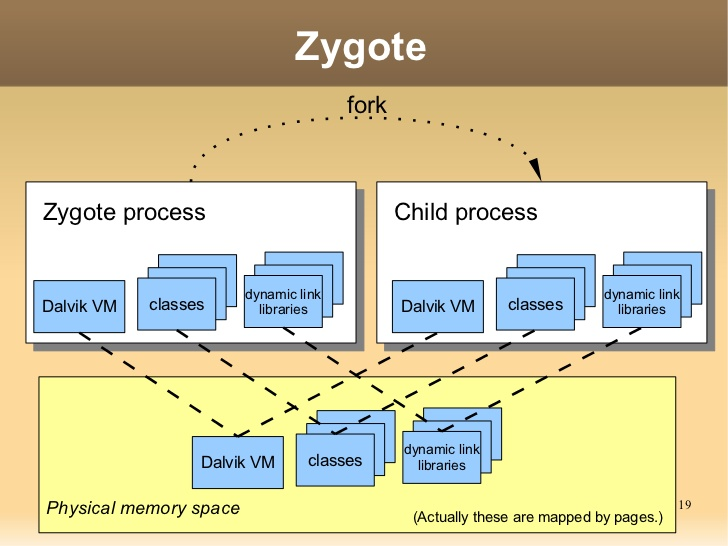 Zygote
fork
Zygote process
Child process
Dalvik VM
classes
dynamic link
libraries
Dalvik VM
classes
dynamic link
libraries
Dalvik VM
classes
dynamic link
libraries
Physical memory space
(Actually these are mapped by pages.)
19